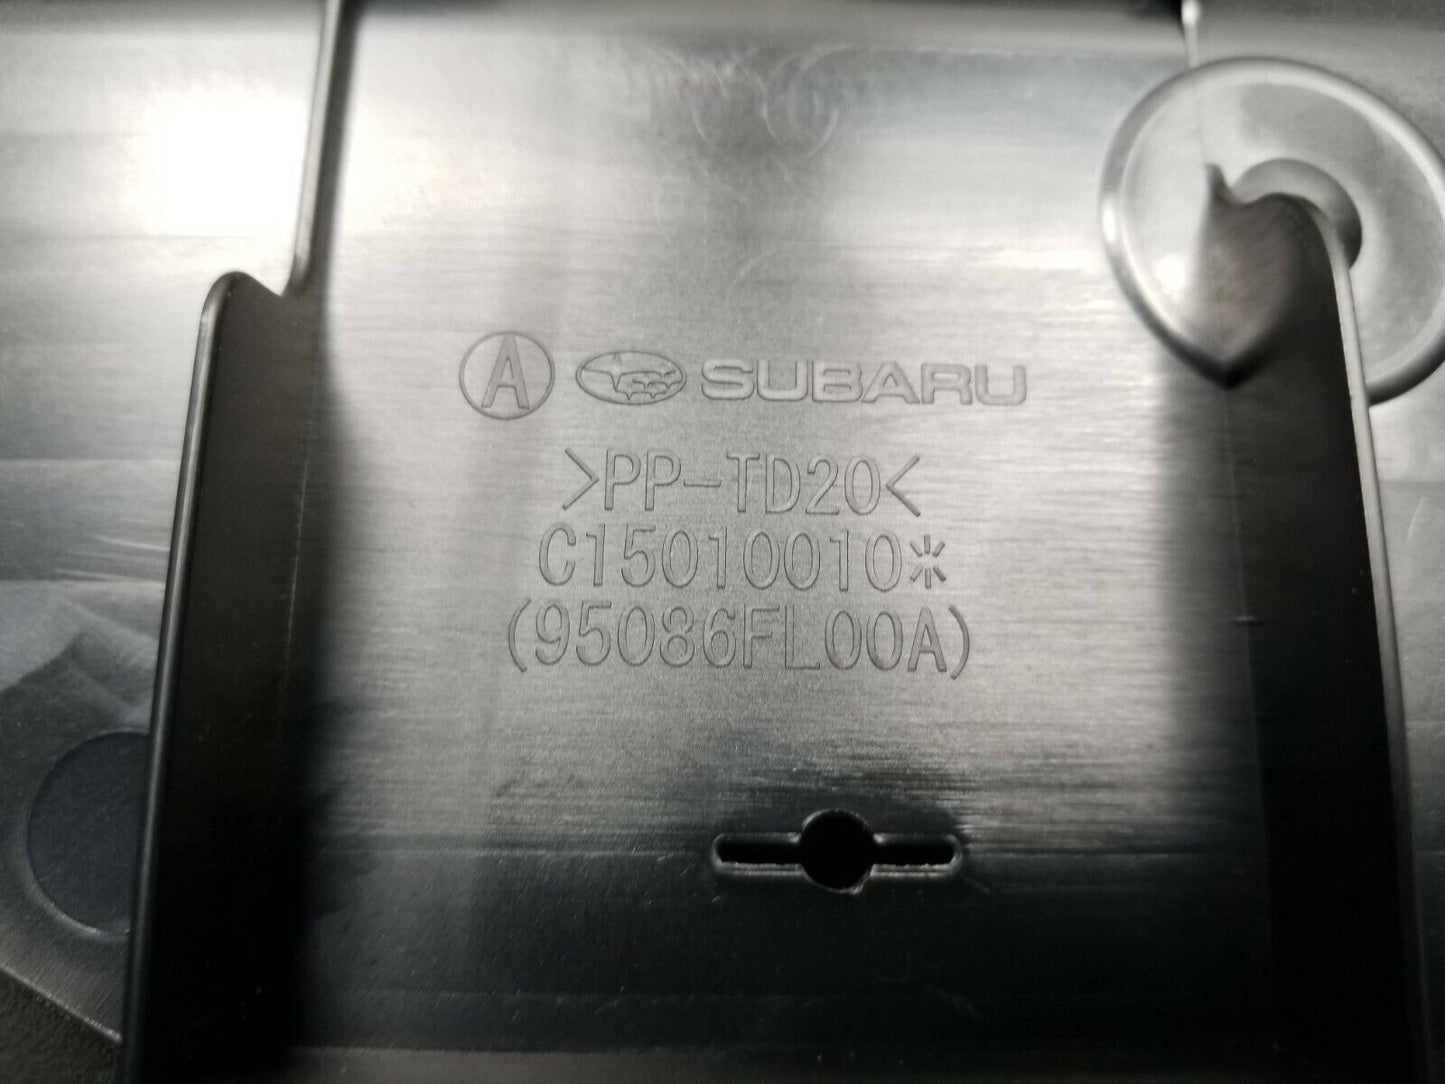 A SUBARU
>PP-TD20<
C15010010*
(95086FL00A)